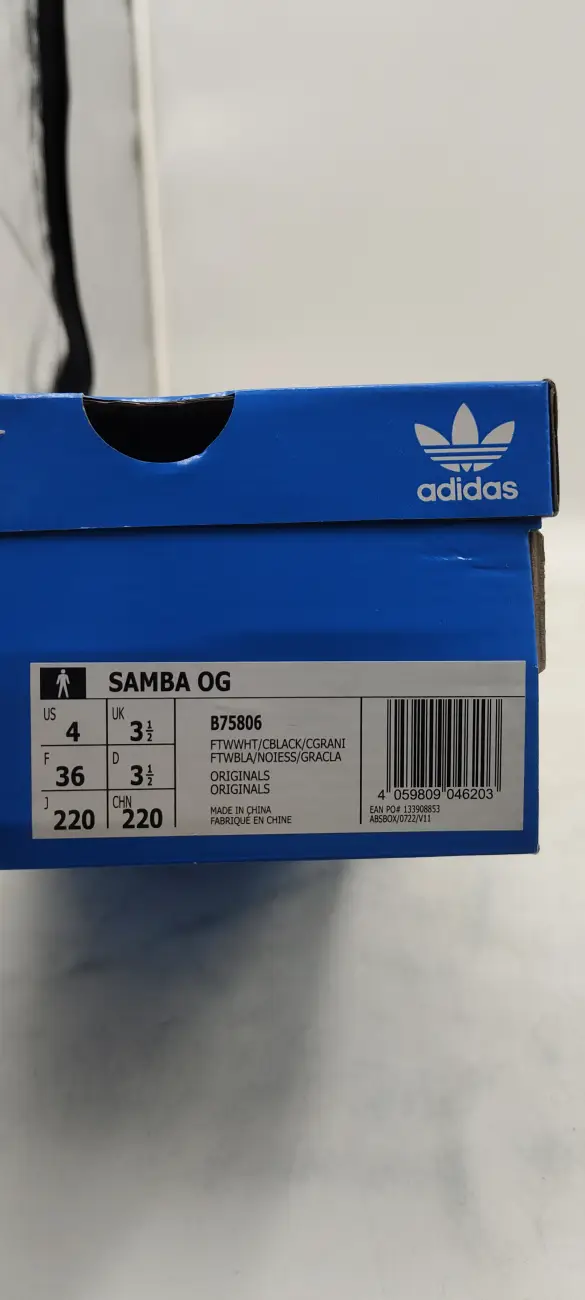 adidas
SAMBA OG
US
4
UK
3½
F
36
D
3½
J
220
CHN
220
B75806
FTWWHT/CBLACK/CGRANI
FTWBLA/NOIESS/GRACLA
ORIGINALS
ORIGINALS
MADE IN CHINA
FABRIQUÉ EN CHINE
4 059809 046203
EAN PO# 133908853
ABSBOX/0722/V11